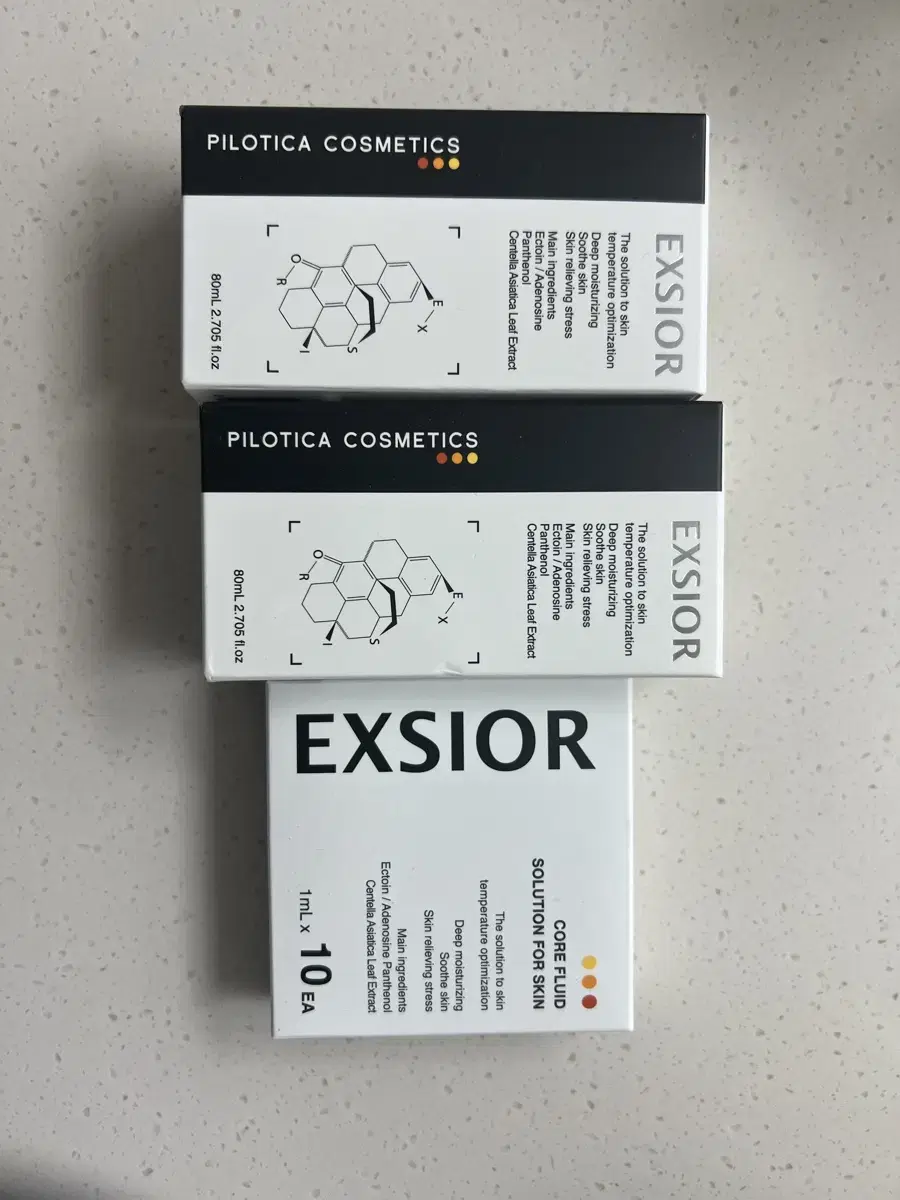 PILOTICA COSMETICS
EXSIOR
The solution to skin
temperature optimization
Deep moisturizing
Soothe skin
Skin relieving stress
Main ingredients
Ectoin / Adenosine
Panthenol
Centella Asiatica Leaf Extract
E
X
S
I
O
R
80mL 2.705 fl.oz
PILOTICA COSMETICS
EXSIOR
The solution to skin
temperature optimization
Deep moisturizing
Soothe skin
Skin relieving stress
Main ingredients
Ectoin / Adenosine
Panthenol
Centella Asiatica Leaf Extract
E
X
S
I
O
R
80mL 2.705 fl.oz
EXSIOR
CORE FLUID
SOLUTION FOR SKIN
The solution to skin
temperature optimization
Deep moisturizing
Soothe skin
Skin relieving stress
Main ingredients
Ectoin / Adenosine Panthenol
Centella Asiatica Leaf Extract
1mL x 10 EA